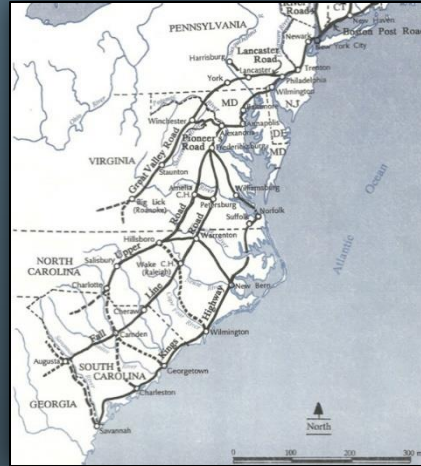 PENNSYLVANIA
CT
New Haven
Boston Post Road
Newark
New York City
Lancaster
Road
Harrisburg
Lancaster
Trenton
York
Philadelphia
Wilmington
MD
NJ
Annapolis
Winchester
Alexandria
DE
MD
Pioneer
Road
Fredericksburg
Great Valley Road
VIRGINIA
Staunton
Amelia
C.H.
Williamsburg
Big Lick
(Roanoke)
Petersburg
Suffolk
Norfolk
Road
Road
Upper
Hillsboro
Warrenton
NORTH
CAROLINA
Salisbury
Wake C.H.
(Raleigh)
Charlotte
Line
New Bern
Cheraw
Highway
Fall
Camden
Wilmington
Kings
Augusta
SOUTH
CAROLINA
Georgetown
GEORGIA
Charleston
Savannah
Atlantic
Ocean
North
0
100
200
300